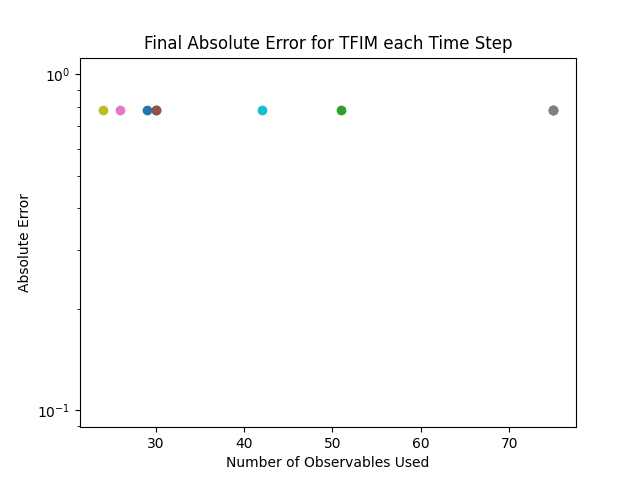 Final Absolute Error for TFIM each Time Step
10⁰
10⁻¹
Absolute Error
30 40 50 60 70
Number of Observables Used